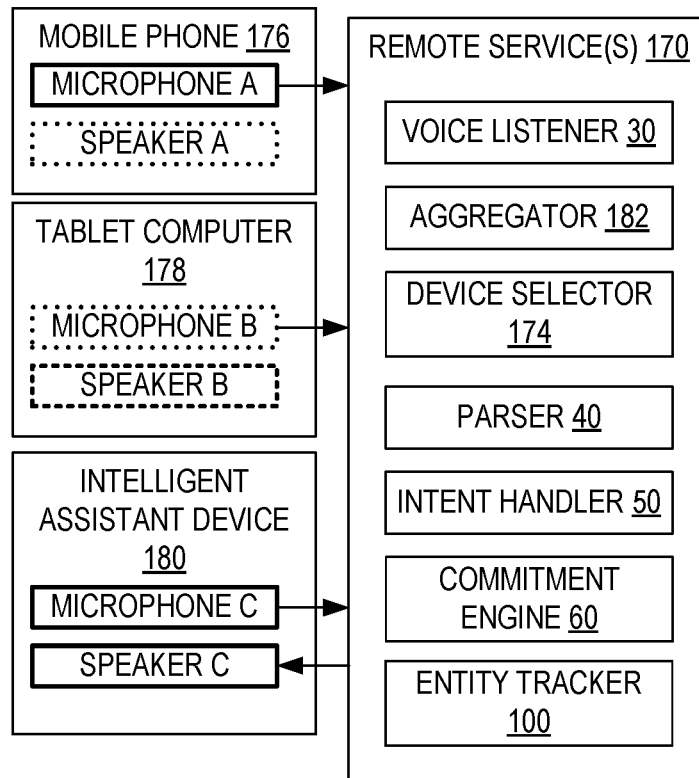 MOBILE PHONE 176
MICROPHONE A
SPEAKER A
TABLET COMPUTER
178
MICROPHONE B
SPEAKER B
INTELLIGENT
ASSISTANT DEVICE
180
MICROPHONE C
SPEAKER C
REMOTE SERVICE(S) 170
VOICE LISTENER 30
AGGREGATOR 182
DEVICE SELECTOR
174
PARSER 40
INTENT HANDLER 50
COMMITMENT
ENGINE 60
ENTITY TRACKER
100